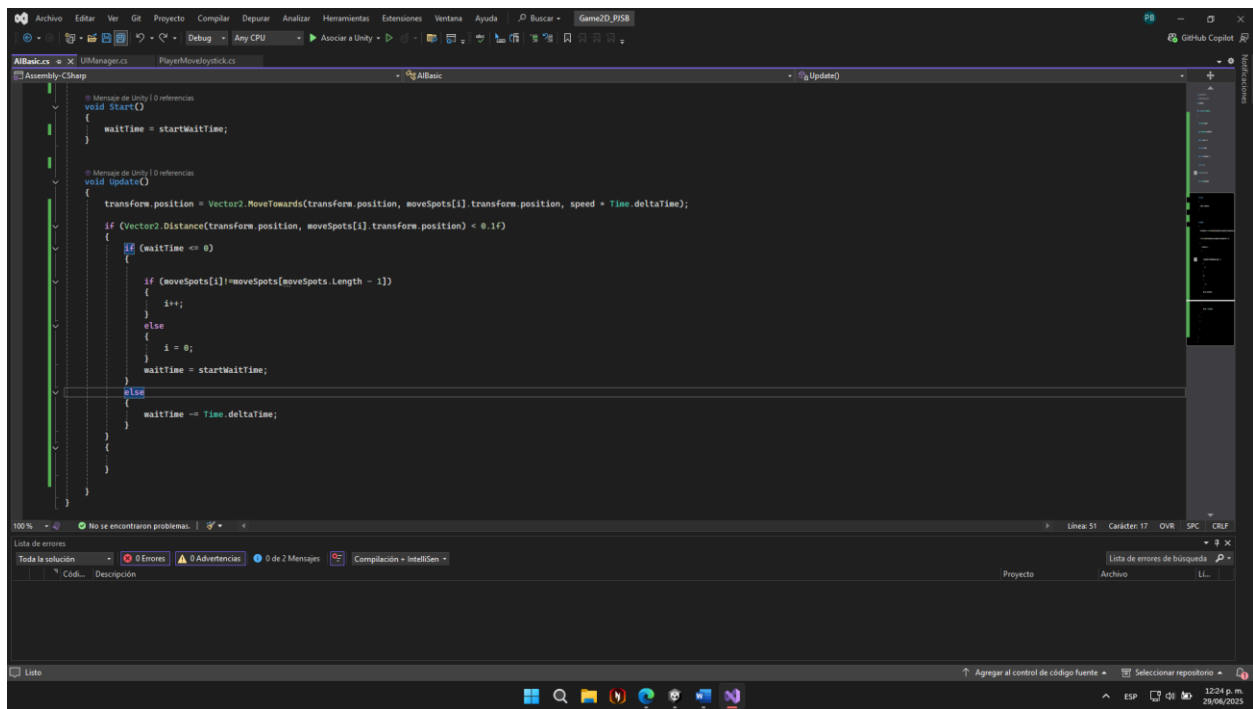 Archivo Editar Ver Git Proyecto Compilar Depurar Analizar Herramientas Extensiones Ventana Ayuda Buscar Game2D_PJSB PB
Debug Any CPU Asociar a Unity GitHub Copilot
AIBasic.cs UIManager.cs PlayerMoveJoystick.cs
Notificaciones
Assembly-CSharp AIBasic Update()
Mensaje de Unity | 0 referencias
void Start()
{
waitTime = startWaitTime;
}
Mensaje de Unity | 0 referencias
void Update()
{
transform.position = Vector2.MoveTowards(transform.position, moveSpots[i].transform.position, speed * Time.deltaTime);
if (Vector2.Distance(transform.position, moveSpots[i].transform.position) < 0.1f)
{
if (waitTime <= 0)
{
if (moveSpots[i]!=moveSpots[moveSpots.Length - 1])
{
i++;
}
else
{
i = 0;
}
waitTime = startWaitTime;
}
else
{
waitTime -= Time.deltaTime;
}
}
{
}
}
}
100 % No se encontraron problemas. Línea: 51 Carácter: 17 OVR SPC CRLF
Lista de errores
Toda la solución 0 Errores 0 Advertencias 0 de 2 Mensajes Compilación + IntelliSen Lista de errores de búsqueda
Códi... Descripción Proyecto Archivo Lí...
Listo Agregar al control de código fuente Seleccionar repositorio
ESP 12:24 p. m.
29/06/2025